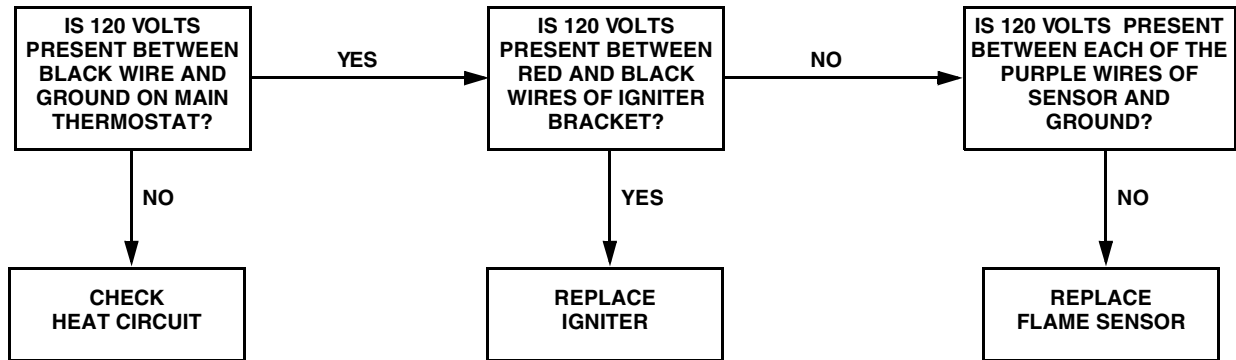 IS 120 VOLTS
PRESENT BETWEEN
BLACK WIRE AND
GROUND ON MAIN
THERMOSTAT?
YES
IS 120 VOLTS
PRESENT BETWEEN
RED AND BLACK
WIRES OF IGNITER
BRACKET?
NO
IS 120 VOLTS  PRESENT
BETWEEN EACH OF THE
PURPLE WIRES OF
SENSOR AND
GROUND?
NO
YES
NO
CHECK
HEAT CIRCUIT
REPLACE
IGNITER
REPLACE
FLAME SENSOR